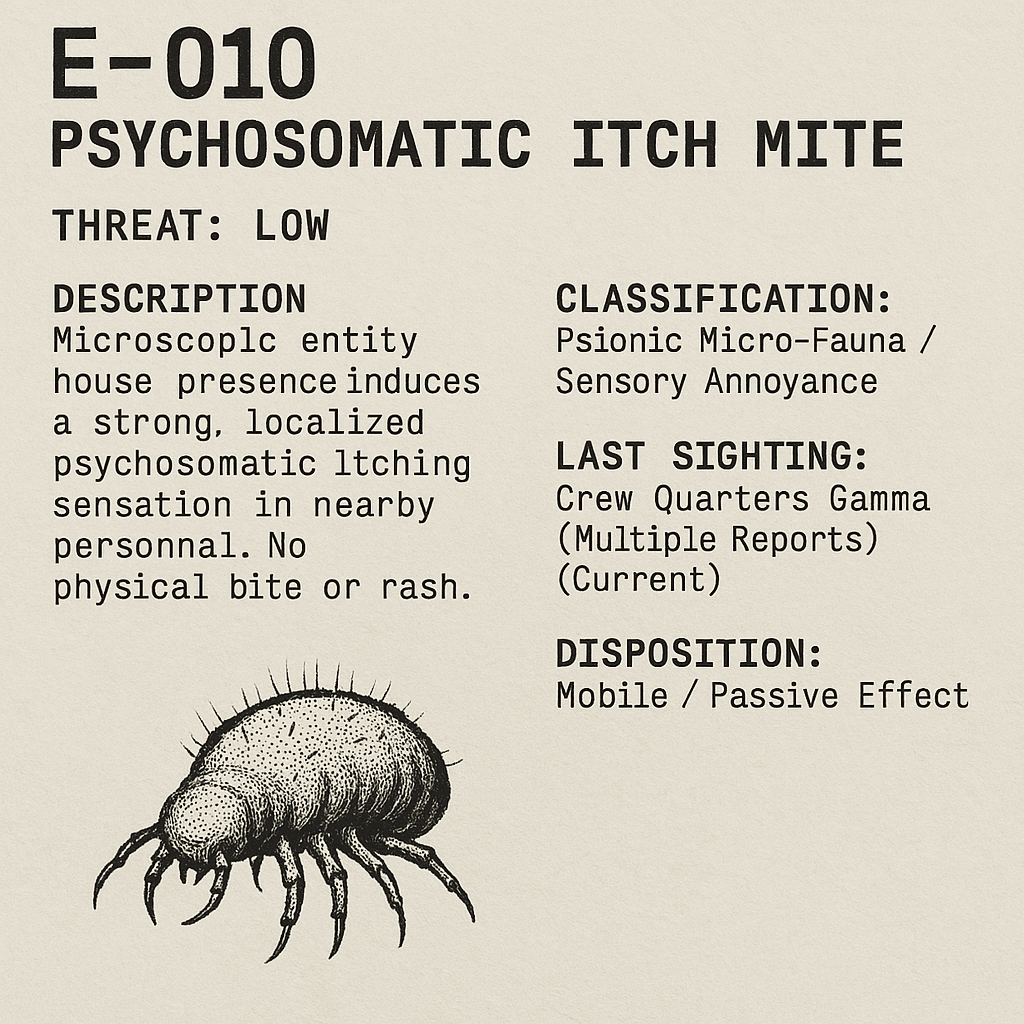 E-010
PSYCHOSOMATIC ITCH MITE
THREAT: LOW
DESCRIPTION
Microscoplc entity
house presence induces
a strong, localized
psychosomatic ltching
sensation in nearby
personnal. No
physical bite or rash.
CLASSIFICATION:
Psionic Micro-Fauna /
Sensory Annoyance
LAST SIGHTING:
Crew Quarters Gamma
(Multiple Reports)
(Current)
DISPOSITION:
Mobile / Passive Effect